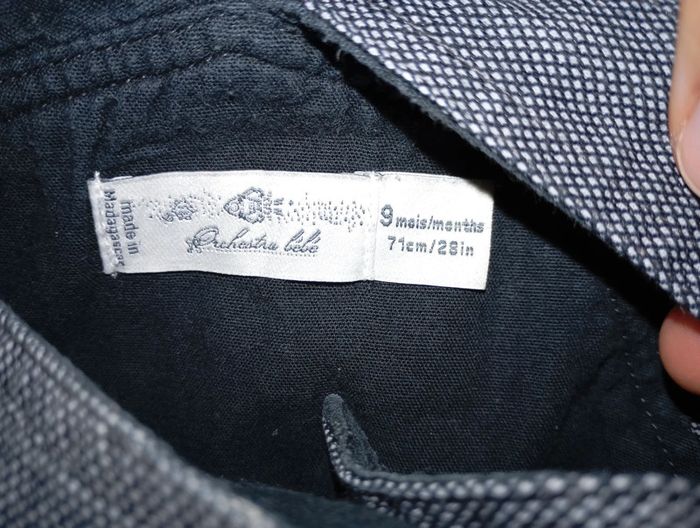 made in
Madagascar
Orchestra bébé
9 mois/months
71cm/28in